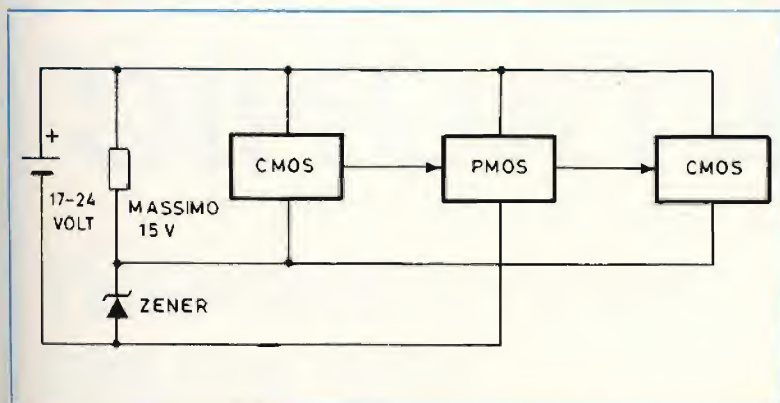 +
CMOS
PMOS
CMOS
17-24
VOLT
MASSIMO
15 V
ZENER